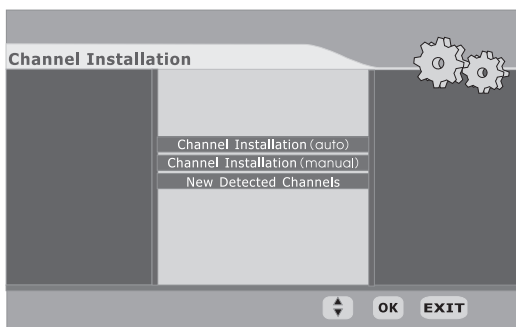 Channel Installation
Channel Installation (auto)
Channel Installation (manual)
New Detected Channels
OK EXIT